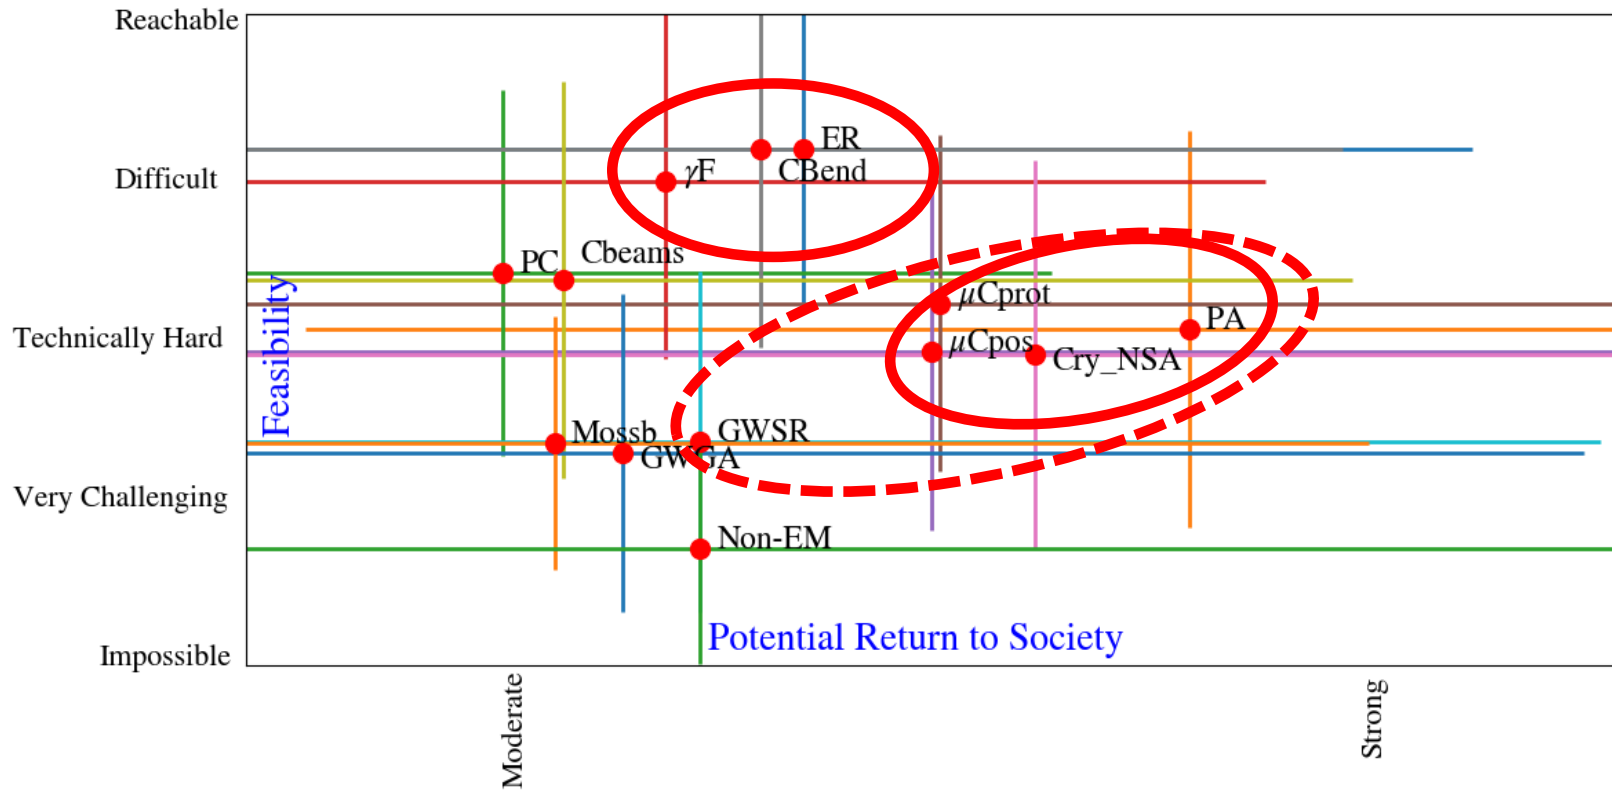 Reachable
ER
CBend
γF
Difficult
Cbeams
PC
μCprot
PA
Technically Hard
μCpos
Cry_NSA
Feasibility
GWSR
Mossb
GWGA
Very Challenging
Non-EM
Potential Return to Society
Impossible
Moderate
Strong